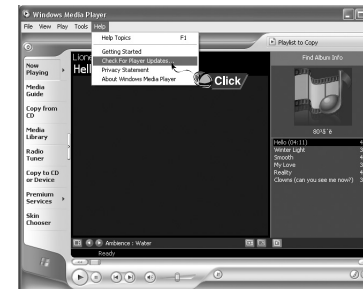 Windows Media Player
File View Play Tools Help
Help Topics F1
Getting Started
Check For Player Updates...
Privacy Statement
About Windows Media Player
Click
Playlist to Copy
Find Album Info
Now Playing
Media Guide
Copy from CD
Media Library
Radio Tuner
Copy to CD or Device
Premium Services
Skin Chooser
Lione
Hell
Hello (04:11)
Winter Light
Smooth
My Love
Reality
Clowns (can you see me now?)
Ambience : Water
Ready